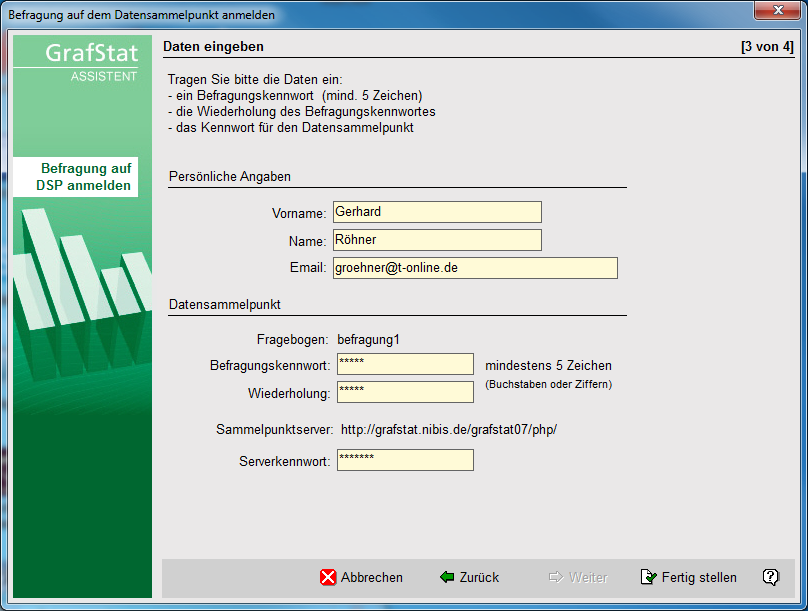 Befragung auf dem Datensammelpunkt anmelden
GrafStat
ASSISTENT
Befragung auf
DSP anmelden
Daten eingeben [3 von 4]
Tragen Sie bitte die Daten ein:
- ein Befragungskennwort (mind. 5 Zeichen)
- die Wiederholung des Befragungskennwortes
- das Kennwort für den Datensammelpunkt
Persönliche Angaben
Vorname: Gerhard
Name: Röhner
Email: groehner@t-online.de
Datensammelpunkt
Fragebogen: befragung1
Befragungskennwort: ***** mindestens 5 Zeichen
(Buchstaben oder Ziffern)
Wiederholung: *****
Sammelpunktserver: http://grafstat.nibis.de/grafstat07/php/
Serverkennwort: *******
Abbrechen Zurück Weiter Fertig stellen ?